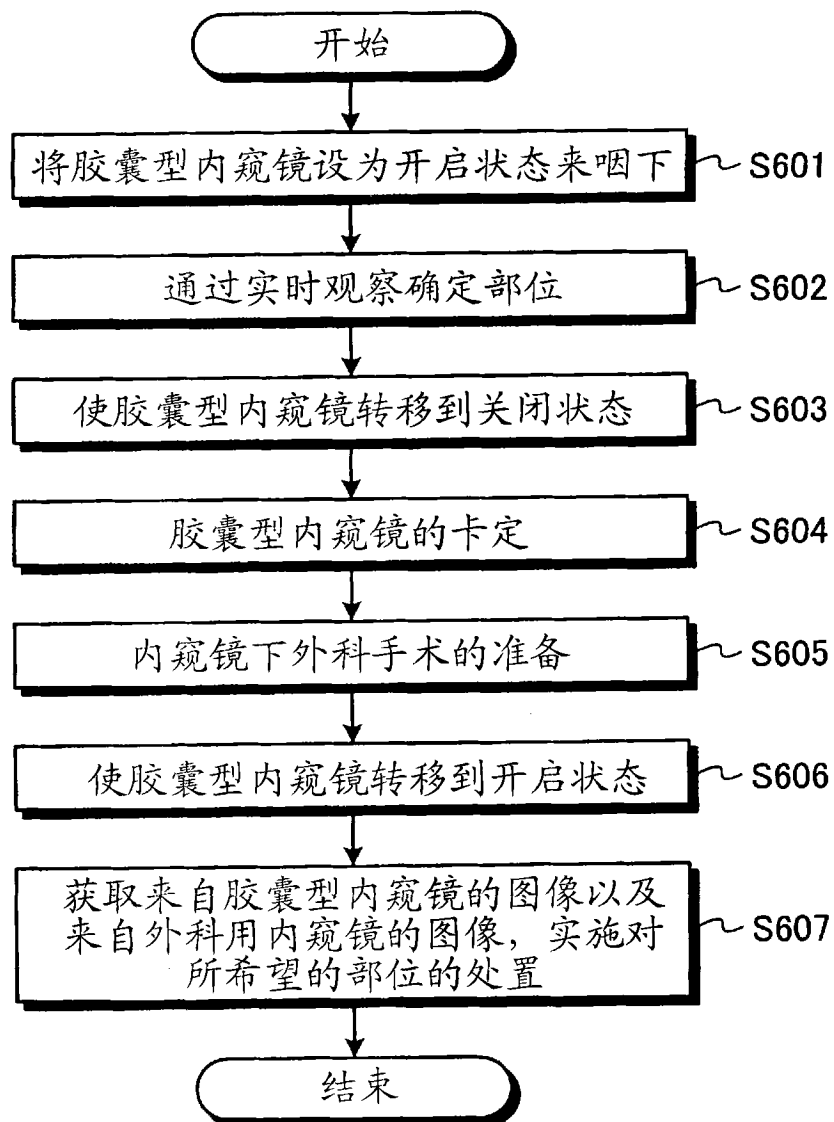 开始
将胶囊型内窥镜设为开启状态来咽下
S601
通过实时观察确定部位
S602
使胶囊型内窥镜转移到关闭状态
S603
胶囊型内窥镜的卡定
S604
内窥镜下外科手术的准备
S605
使胶囊型内窥镜转移到开启状态
S606
获取来自胶囊型内窥镜的图像以及
来自外科用内窥镜的图像，实施对
所希望的部位的处置
S607
结束